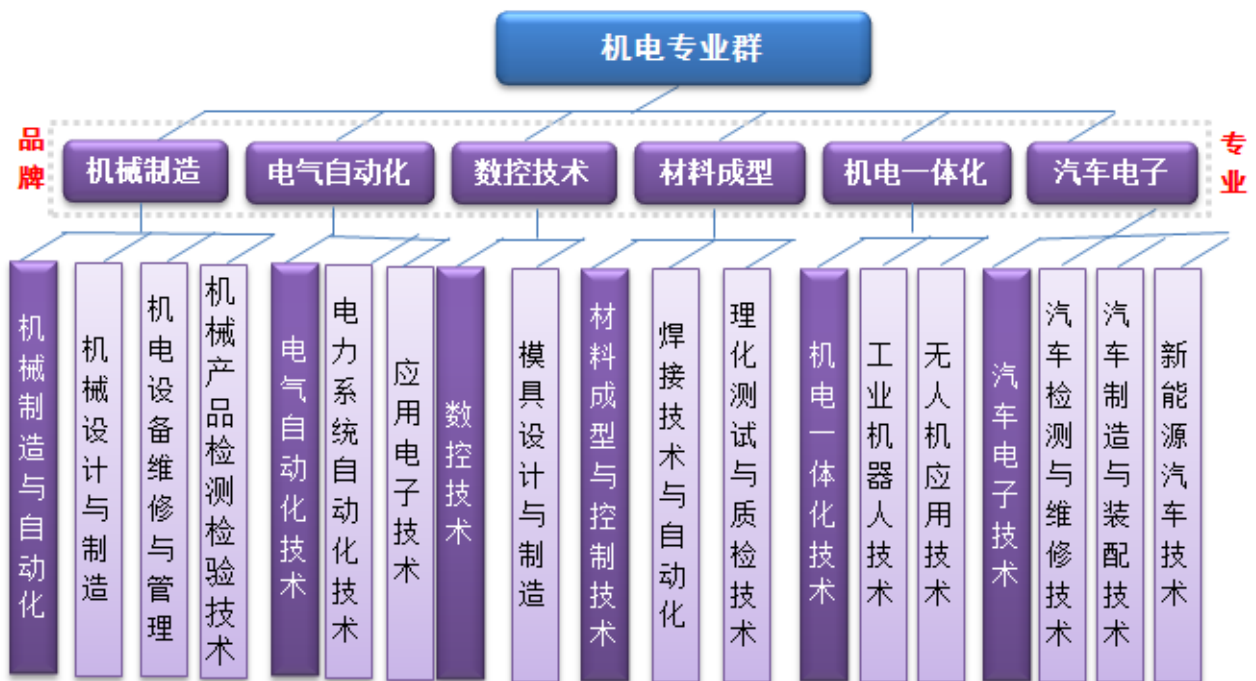 机电专业群
品牌
机械制造
电气自动化
数控技术
材料成型
机电一体化
汽车电子
专业
机械制造与自动化
机械设计与制造
机电设备维修与管理
机械产品检测检验技术
电气自动化技术
电力系统自动化技术
应用电子技术
数控技术
模具设计与制造
材料成型与控制技术
焊接技术与自动化
理化测试与质检技术
机电一体化技术
工业机器人技术
无人机应用技术
汽车电子技术
汽车检测与维修技术
汽车制造与装配技术
新能源汽车技术